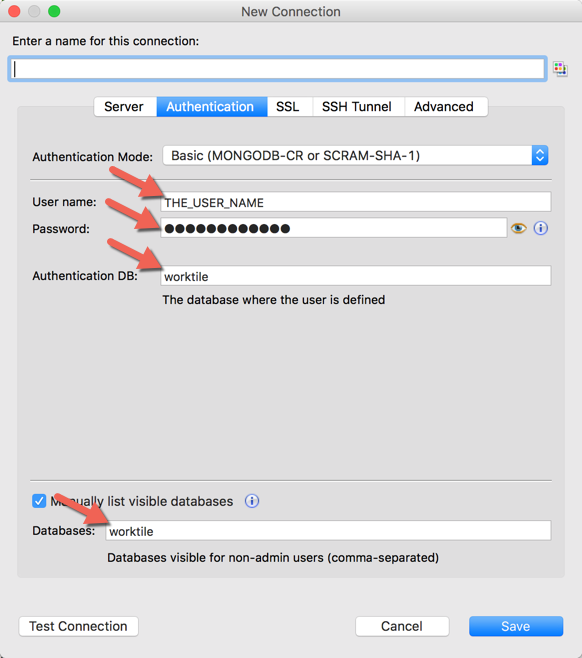 New Connection
Enter a name for this connection:
Server Authentication SSL SSH Tunnel Advanced
Authentication Mode: Basic (MONGODB-CR or SCRAM-SHA-1)
User name: THE_USER_NAME
Password: ●●●●●●●●●●●●
Authentication DB: worktile
The database where the user is defined
Manually list visible databases
Databases: worktile
Databases visible for non-admin users (comma-separated)
Test Connection Cancel Save